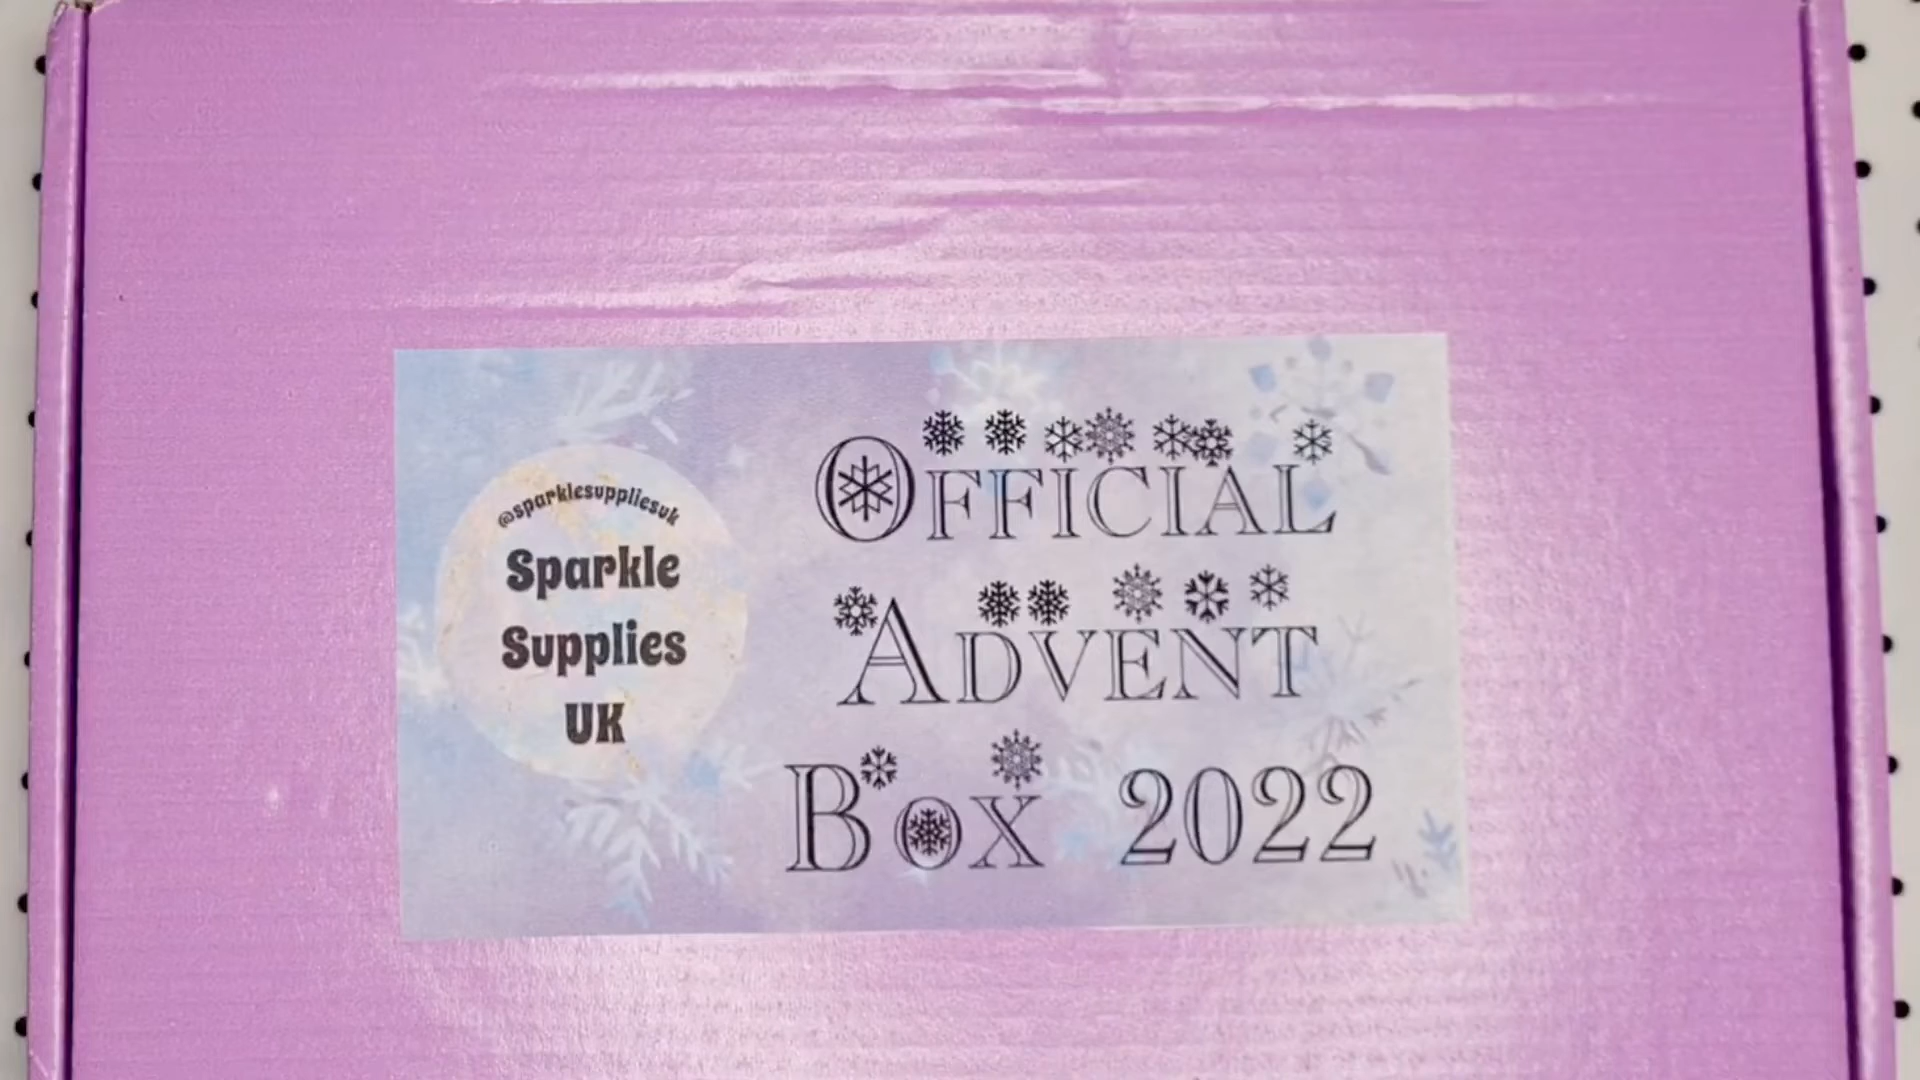 @sparklesuppliesuk
Sparkle
Supplies
UK
Official
Advent
Box 2022